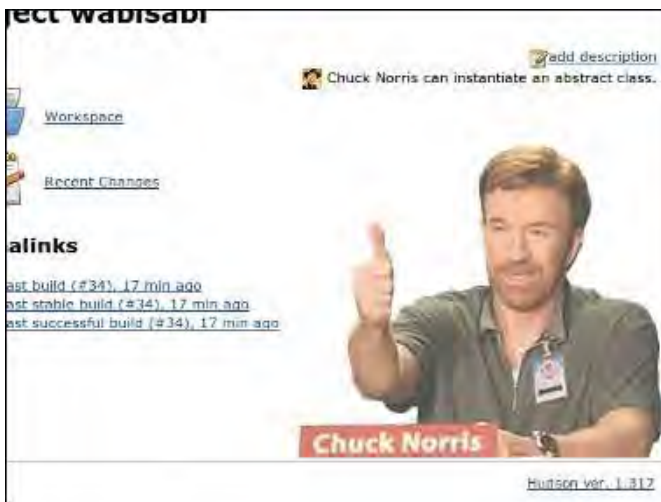 ject wabisabi
add description
Chuck Norris can instantiate an abstract class.
Workspace
Recent Changes
alinks
ast build (#34), 17 min ago
ast stable build (#34), 17 min ago
ast successful build (#34), 17 min ago
Chuck Norris
Hudson ver. 1.317